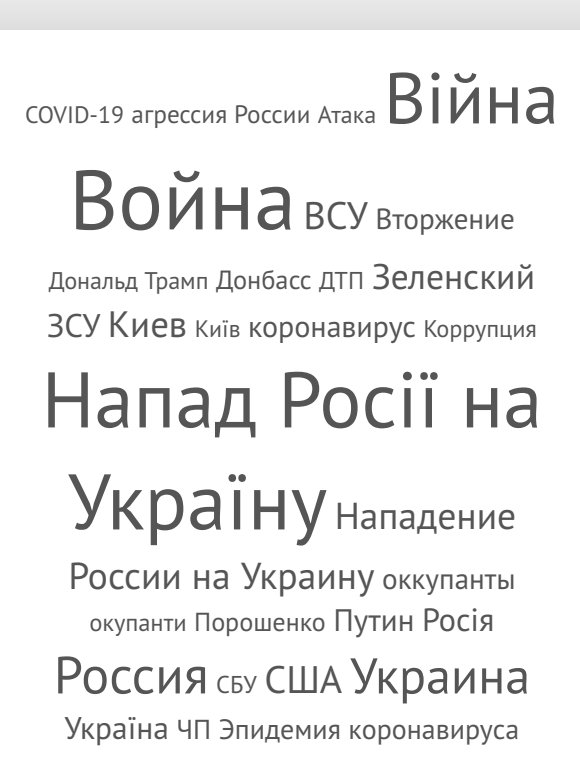 COVID-19 агрессия России Атака Війна
Война ВСУ Вторжение
Дональд Трамп Донбасс ДТП Зеленский
ЗСУ Киев Київ коронавирус Коррупция
Напад Росії на
Україну Нападение
России на Украину оккупанты
окупанти Порошенко Путин Росія
Россия СБУ США Украина
Україна ЧП Эпидемия коронавируса